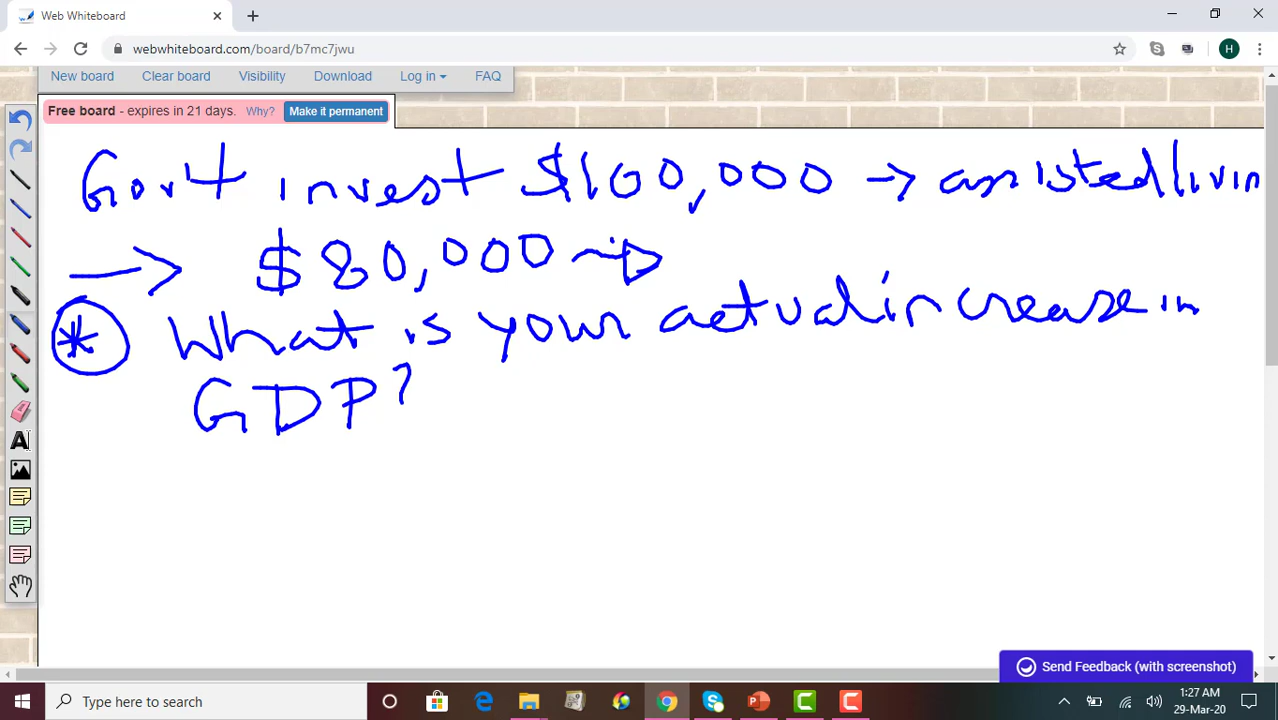 Web Whiteboard
webwhiteboard.com/board/b7mc7jwu
H
New board Clear board Visibility Download Log in FAQ
Free board - expires in 21 days. Why? Make it permanent
Gov't invest $100,000 → assisted livin
→ $80,000 →
* What is your actual increase in
GDP?
A
Send Feedback (with screenshot)
Type here to search
1:27 AM
29-Mar-20